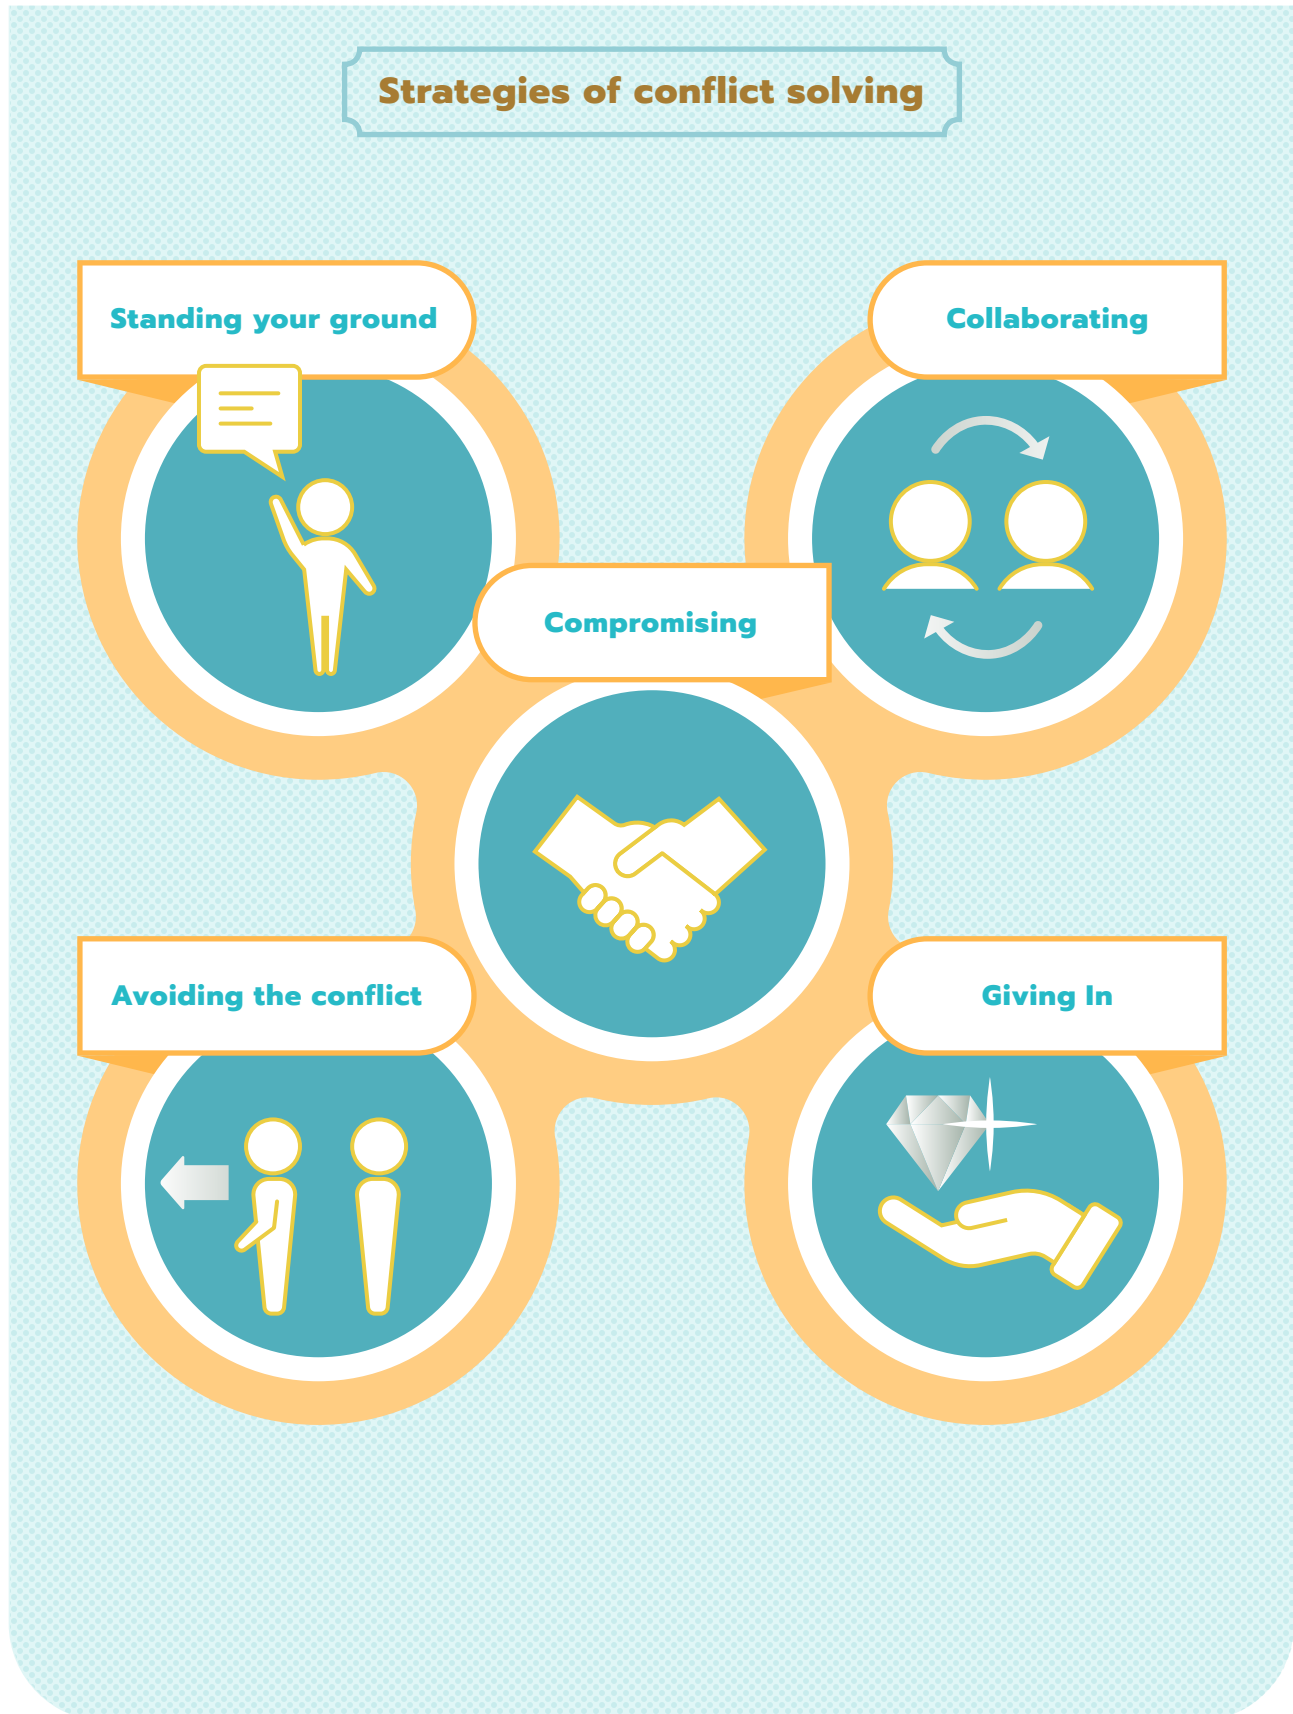 Strategies of conflict solving
Standing your ground
Collaborating
Compromising
Avoiding the conflict
Giving In